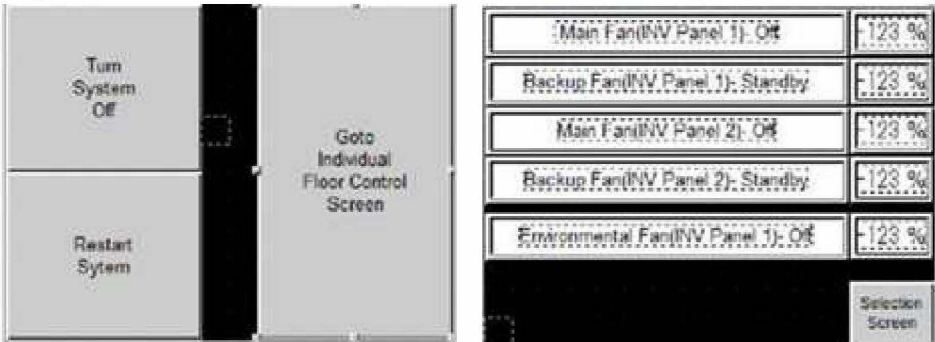 Turn
System
Off
Restart
Sytem
Goto
Individual
Floor Control
Screen
Main Fan(INV Panel 1)- Off
-123 %
Backup Fan(INV Panel 1)- Standby
-123 %
Main Fan(INV Panel 2)- Off
-123 %
Backup Fan(INV Panel 2)- Standby
-123 %
Environmental Fan(INV Panel 1)- Off
-123 %
Selection
Screen